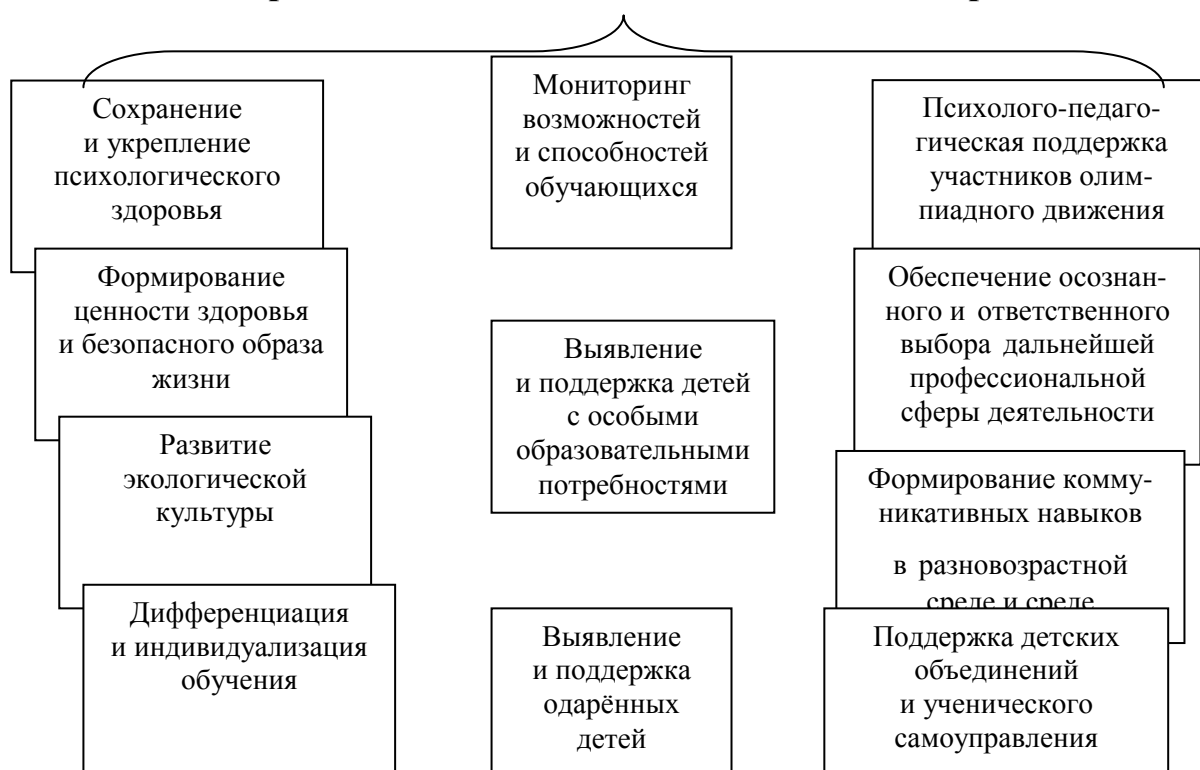 Сохранение
и укрепление
психологического
здоровья
Формирование
ценности здоровья
и безопасного образа
жизни
Развитие
экологической
культуры
Дифференциация
и индивидуализация
обучения
Мониторинг
возможностей
и способностей
обучающихся
Выявление
и поддержка детей
с особыми
образовательными
потребностями
Выявление
и поддержка
одарённых
детей
Психолого-педаго-
гическая поддержка
участников олим-
пиадного движения
Обеспечение осознан-
ного и ответственного
выбора дальнейшей
профессиональной
сферы деятельности
Формирование комму-
никативных навыков
в разновозрастной
среде и среде
Поддержка детских
объединений
и ученического
самоуправления